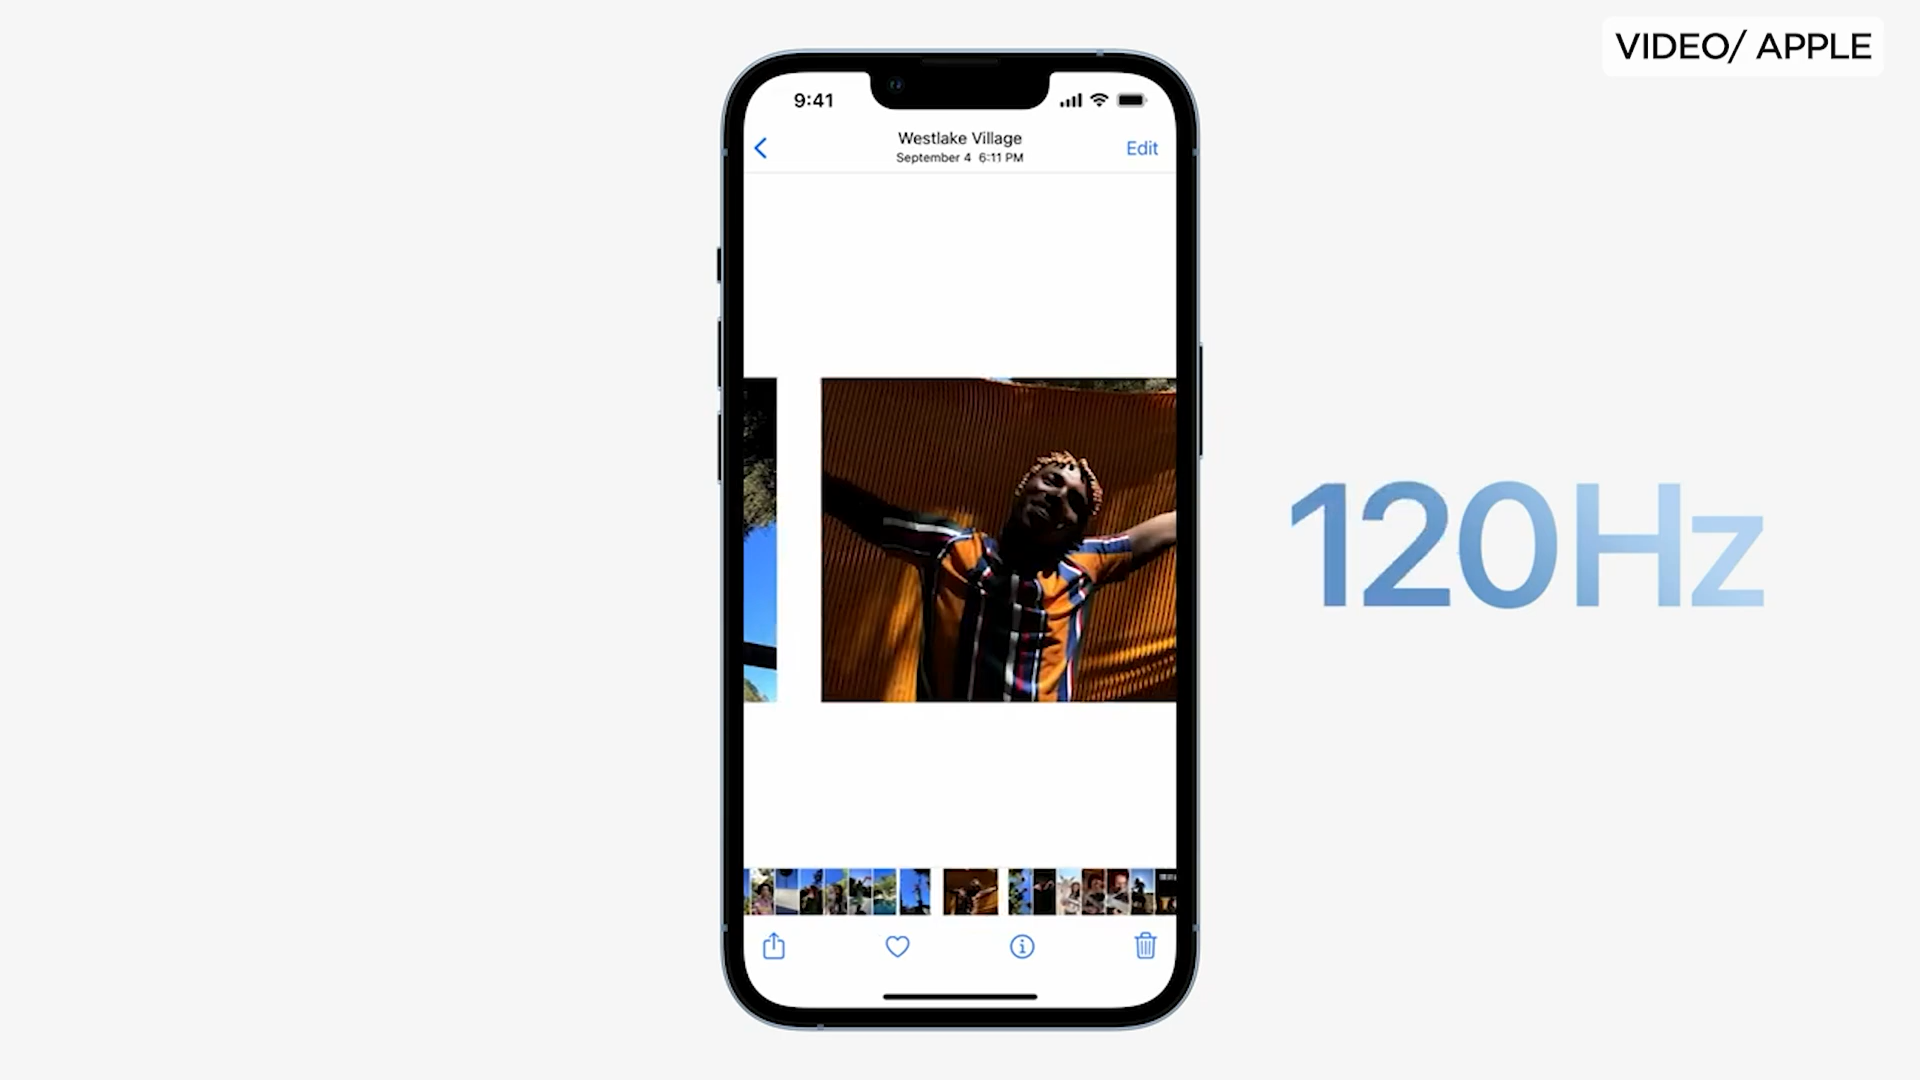 VIDEO/ APPLE
9:41
Westlake Village
September 4 6:11 PM
Edit
120Hz